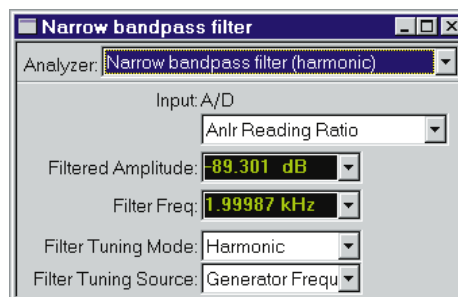 Narrow bandpass filter
Analyzer: Narrow bandpass filter (harmonic)
Input: A/D
Anlr Reading Ratio
Filtered Amplitude: -89.301 dB
Filter Freq: 1.99987 kHz
Filter Tuning Mode: Harmonic
Filter Tuning Source: Generator Frequ